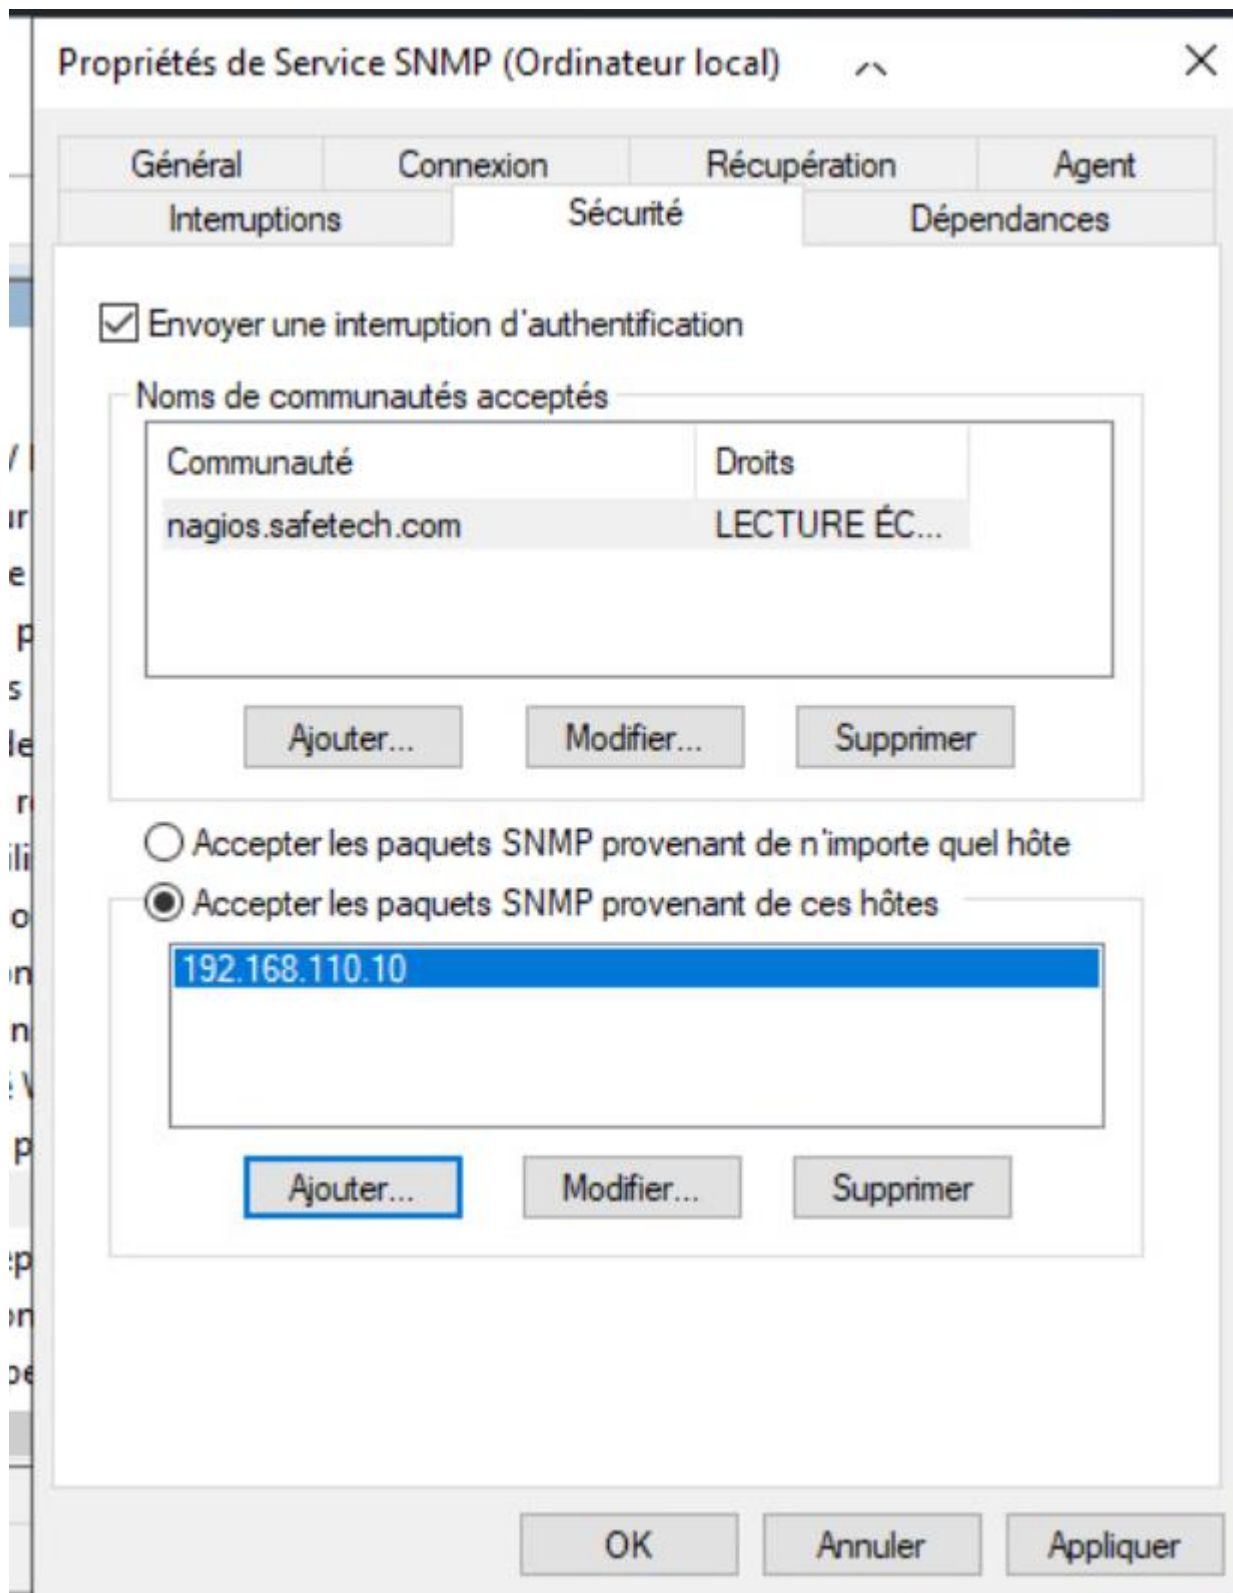 Propriétés de Service SNMP (Ordinateur local)
Général Connexion Récupération Agent
Interruptions Sécurité Dépendances
Envoyer une interruption d'authentification
Noms de communautés acceptés
Communauté Droits
nagios.safetech.com LECTURE ÉC...
Ajouter... Modifier... Supprimer
Accepter les paquets SNMP provenant de n'importe quel hôte
Accepter les paquets SNMP provenant de ces hôtes
192.168.110.10
Ajouter... Modifier... Supprimer
OK Annuler Appliquer